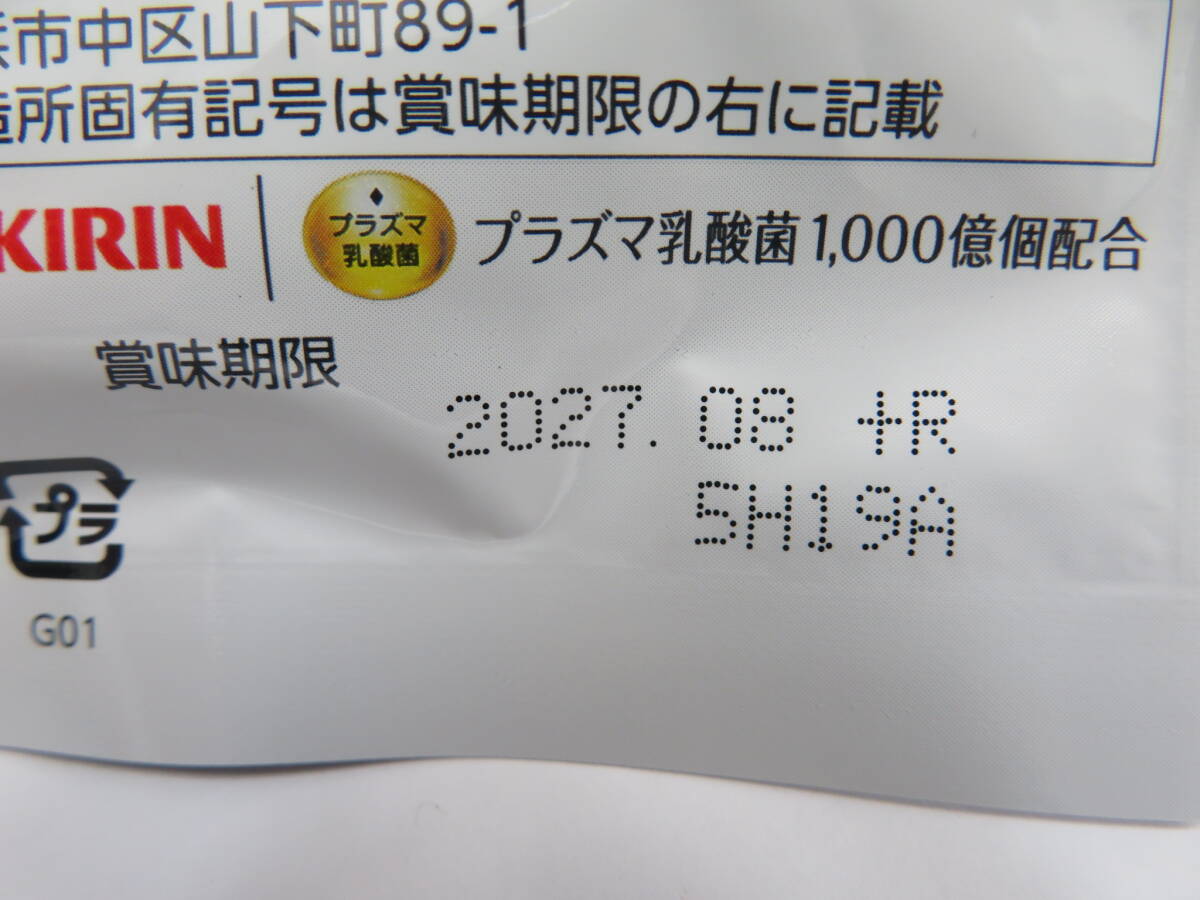 浜市中区山下町89-1
造所固有記号は賞味期限の右に記載
KIRIN
プラズマ
乳酸菌
プラズマ乳酸菌1,000億個配合
賞味期限
2027.08 +R
5H19A
プラ
G01